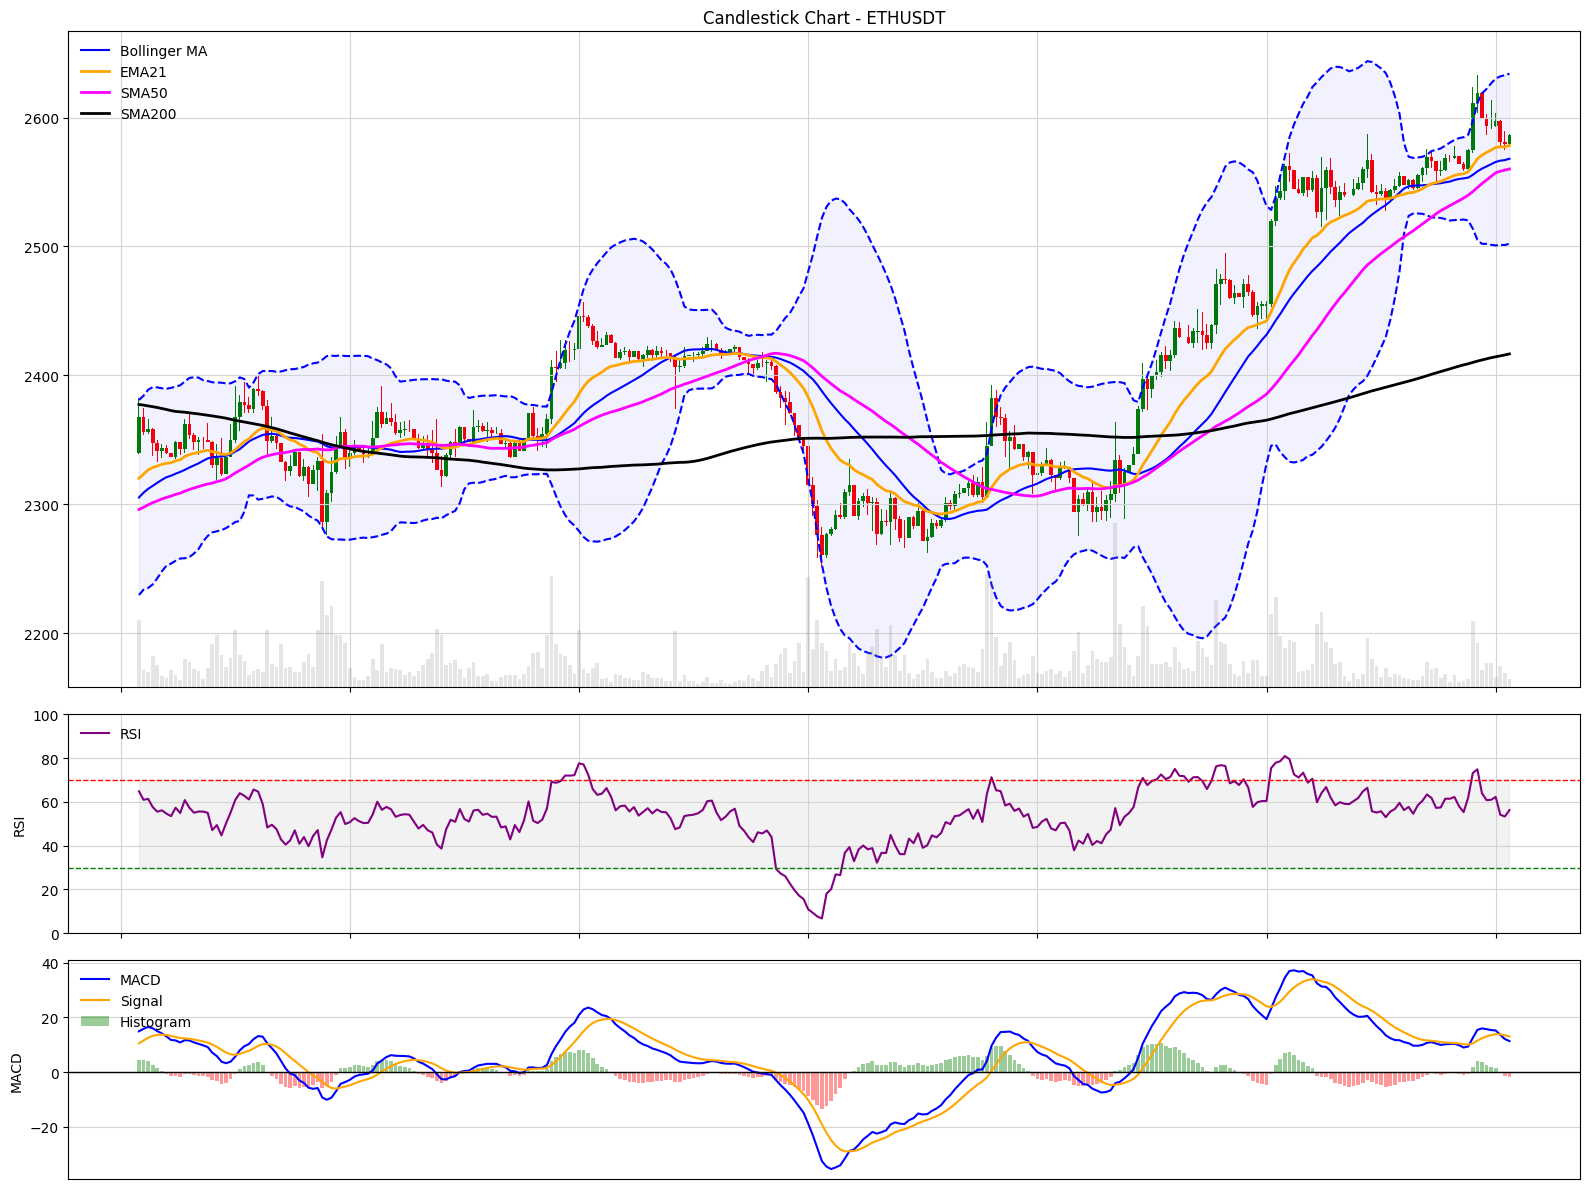 Candlestick Chart - ETHUSDT
Bollinger MA
EMA21
SMA50
SMA200
2600
2500
2400
2300
2200
100
80
60
40
20
0
RSI
RSI
40
20
0
−20
MACD
MACD
Signal
Histogram